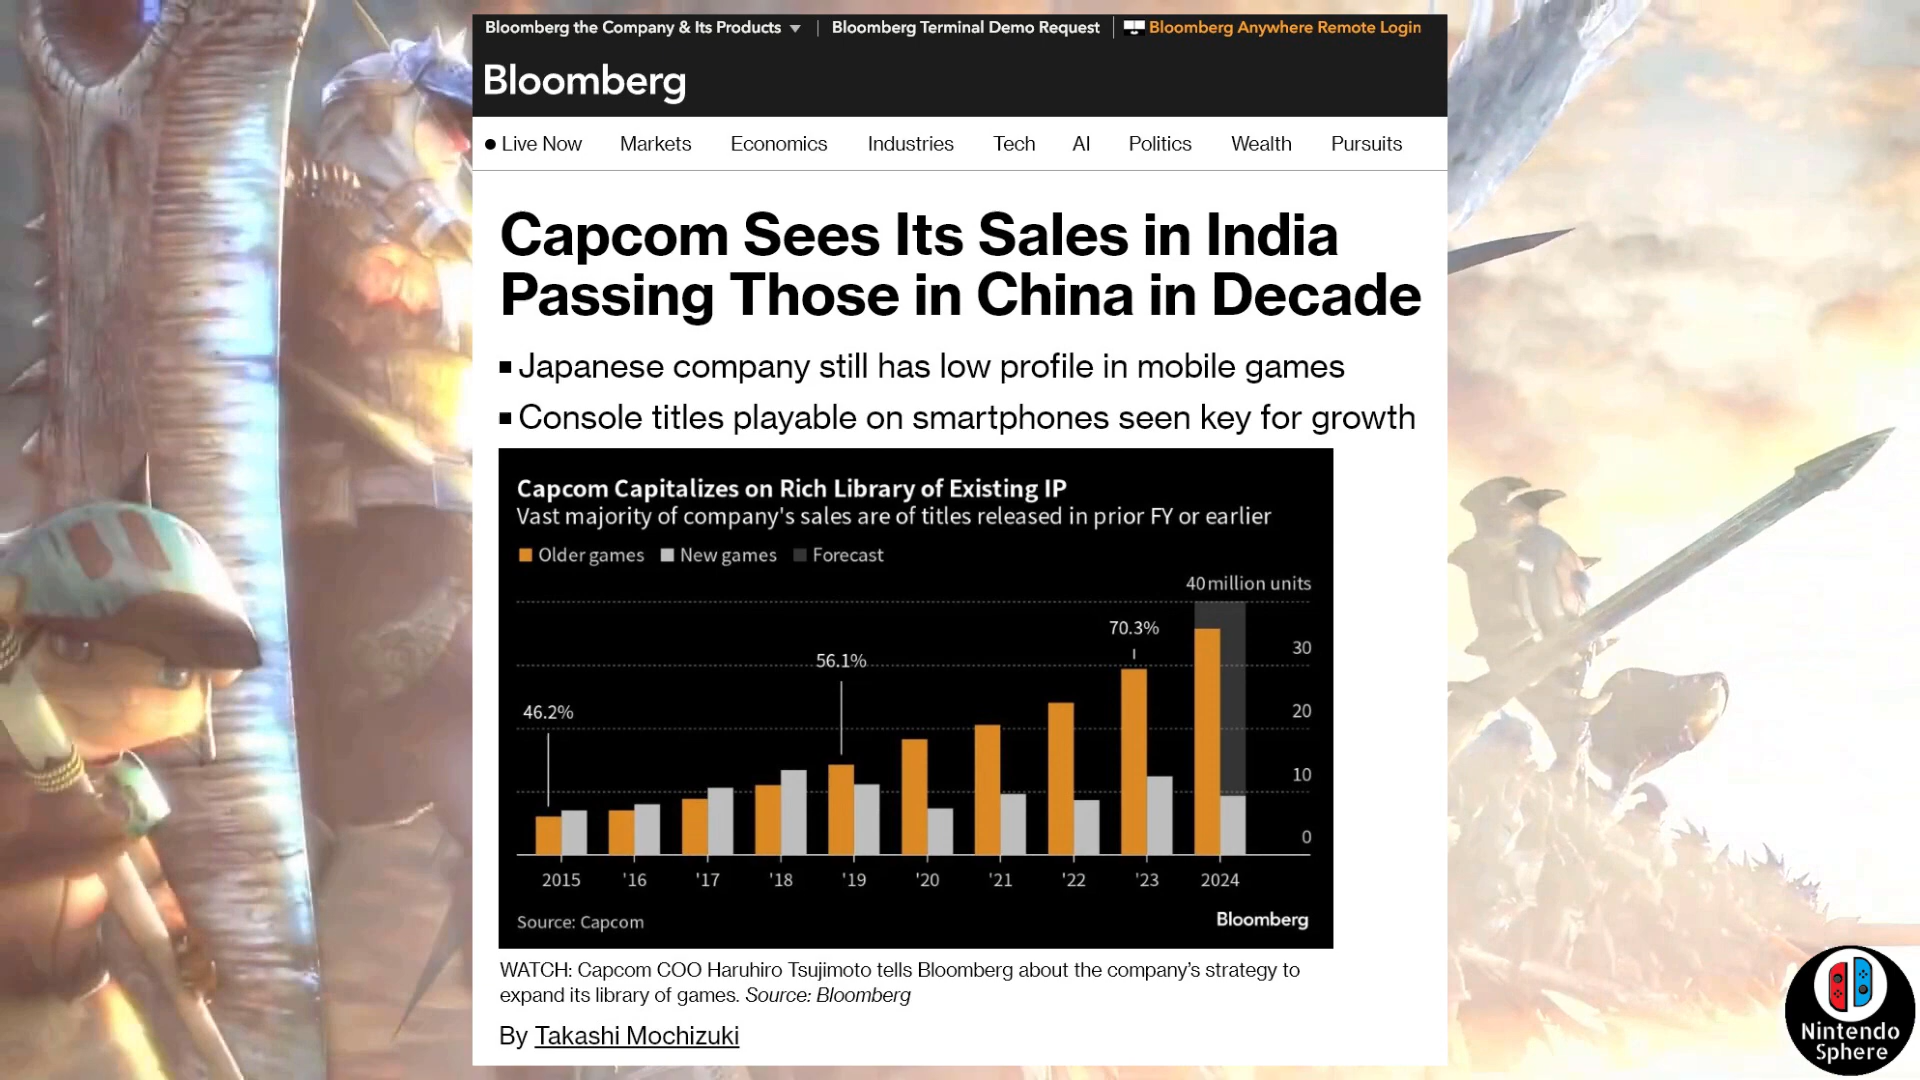 Bloomberg the Company & Its Products
Bloomberg Terminal Demo Request
Bloomberg Anywhere Remote Login
Bloomberg
Live Now Markets Economics Industries Tech AI Politics Wealth Pursuits
Capcom Sees Its Sales in India
Passing Those in China in Decade
Japanese company still has low profile in mobile games
Console titles playable on smartphones seen key for growth
Capcom Capitalizes on Rich Library of Existing IP
Vast majority of company's sales are of titles released in prior FY or earlier
Older games New games Forecast
40 million units
70.3%
30
56.1%
46.2%
20
10
0
2015 '16 '17 '18 '19 '20 '21 '22 '23 2024
Source: Capcom
Bloomberg
WATCH: Capcom COO Haruhiro Tsujimoto tells Bloomberg about the company's strategy to
expand its library of games. Source: Bloomberg
By Takashi Mochizuki
Nintendo
Sphere